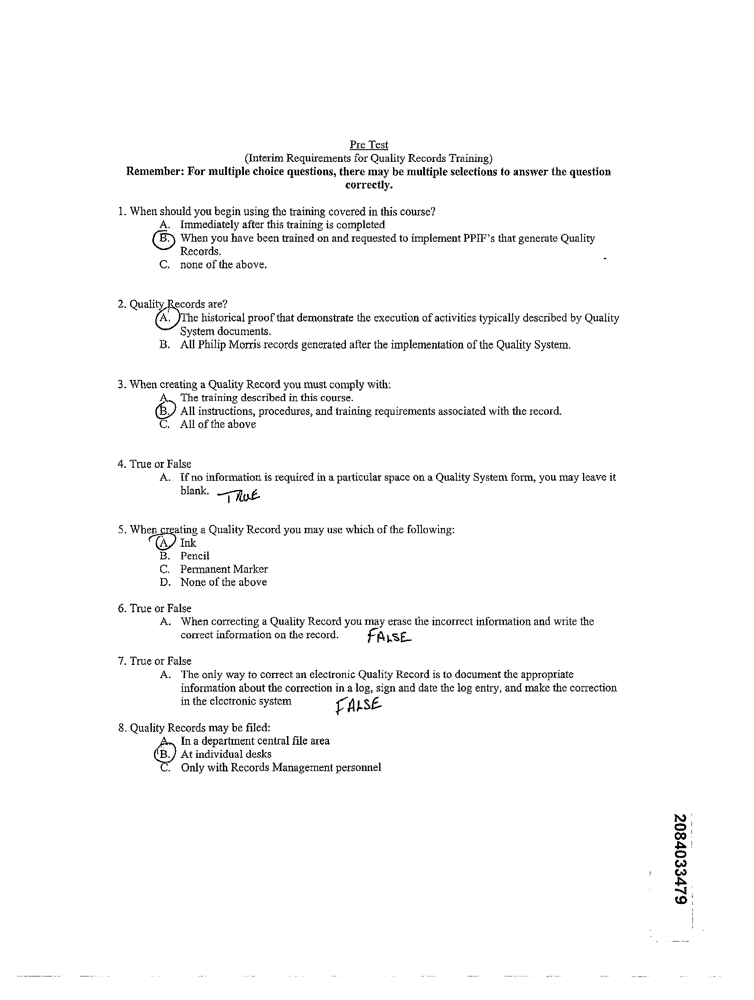 Pre Test
(Interim Requirements for Quality Records Training)
Remember: For multiple choice questions, there may be multiple selections to answer the question
correctly.
1. When should you begin using the training covered in this course?
A. Immediately after this training is completed
B. When you have been trained on and requested to implement PPIF's that generate Quality
Records.
C. none of the above.
2. Quality Records are?
A. The historical proof that demonstrate the execution of activities typically described by Quality
System documents.
B. All Philip Morris records generated after the implementation of the Quality System.
3. When creating a Quality Record you must comply with:
A. The training described in this course.
B. All instructions, procedures, and training requirements associated with the record.
C. All of the above
4. True or False
A. If no information is required in a particular space on a Quality System form, you may leave it
blank. TRUE
5. When creating a Quality Record you may use which of the following:
A. Ink
B. Pencil
C. Permanent Marker
D. None of the above
6. True or False
A. When correcting a Quality Record you may erase the incorrect information and write the
correct information on the record. FALSE
7. True or False
A. The only way to correct an electronic Quality Record is to document the appropriate
information about the correction in a log, sign and date the log entry, and make the correction
in the electronic system FALSE
8. Quality Records may be filed:
A. In a department central file area
B. At individual desks
C. Only with Records Management personnel
2084033479